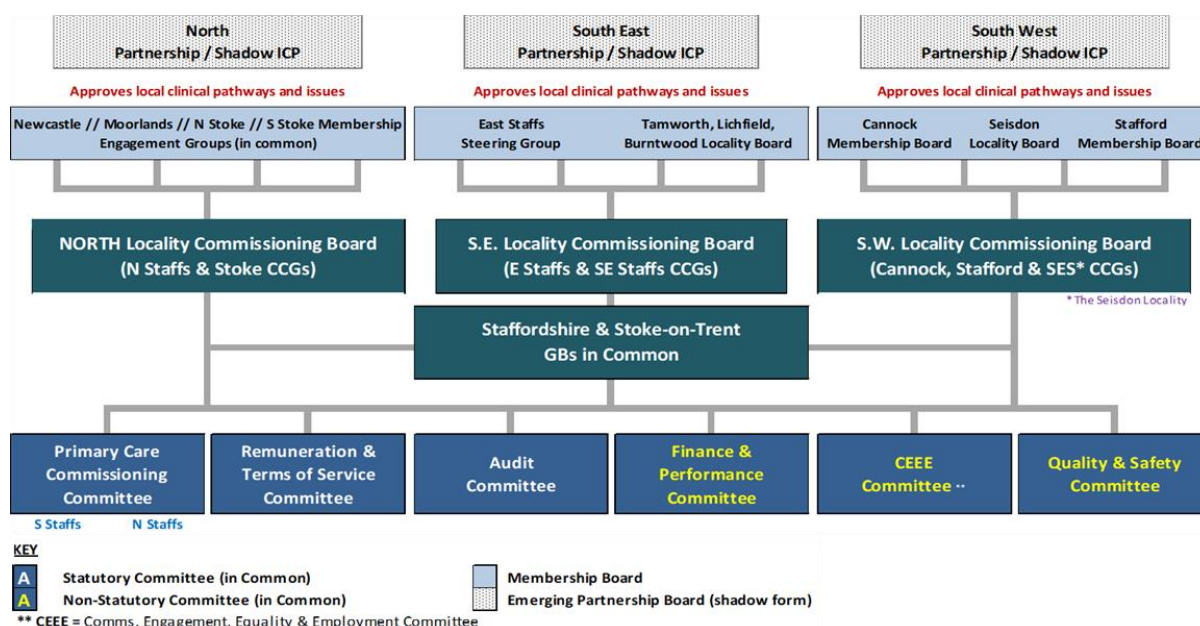 North
Partnership / Shadow ICP
South East
Partnership / Shadow ICP
South West
Partnership / Shadow ICP
Approves local clinical pathways and issues
Approves local clinical pathways and issues
Approves local clinical pathways and issues
Newcastle // Moorlands // N Stoke // S Stoke Membership
Engagement Groups (in common)
East Staffs
Steering Group
Tamworth, Lichfield,
Burntwood Locality Board
Cannock
Membership Board
Seisdon
Locality Board
Stafford
Membership Board
NORTH Locality Commissioning Board
(N Staffs & Stoke CCGs)
S.E. Locality Commissioning Board
(E Staffs & SE Staffs CCGs)
S.W. Locality Commissioning Board
(Cannock, Stafford & SES* CCGs)
* The Seisdon Locality
Staffordshire & Stoke-on-Trent
GBs in Common
Primary Care
Commissioning
Committee
Remuneration &
Terms of Service
Committee
Audit
Committee
Finance &
Performance
Committee
CEEE
Committee **
Quality & Safety
Committee
S Staffs
N Staffs
KEY
A Statutory Committee (in Common)
A Non-Statutory Committee (in Common)
Membership Board
Emerging Partnership Board (shadow form)
** CEEE = Comms, Engagement, Equality & Employment Committee